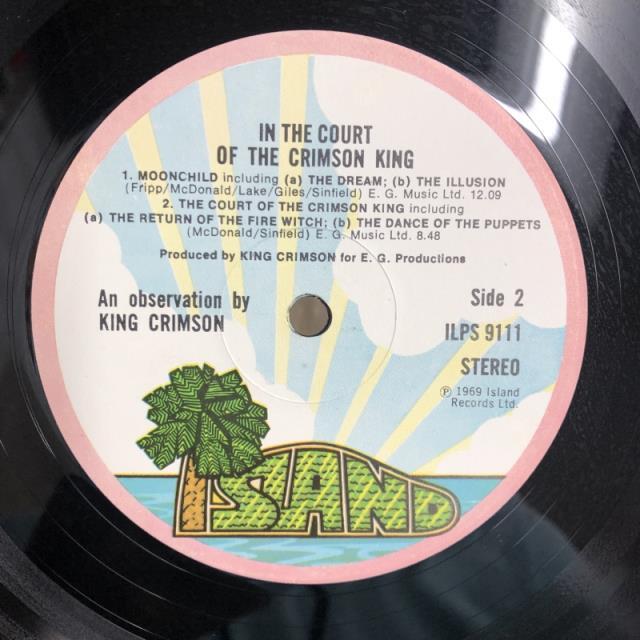 IN THE COURT
OF THE CRIMSON KING
1. MOONCHILD including (a) THE DREAM; (b) THE ILLUSION
(Fripp/McDonald/Lake/Giles/Sinfield) E. G. Music Ltd. 12.09
2. THE COURT OF THE CRIMSON KING including
(a) THE RETURN OF THE FIRE WITCH; (b) THE DANCE OF THE PUPPETS
(McDonald/Sinfield) E. G. Music Ltd. 8.48
Produced by KING CRIMSON for E. G. Productions
An observation by
KING CRIMSON
Side 2
ILPS 9111
STEREO
℗ 1969 Island
Records Ltd.
ISLAND